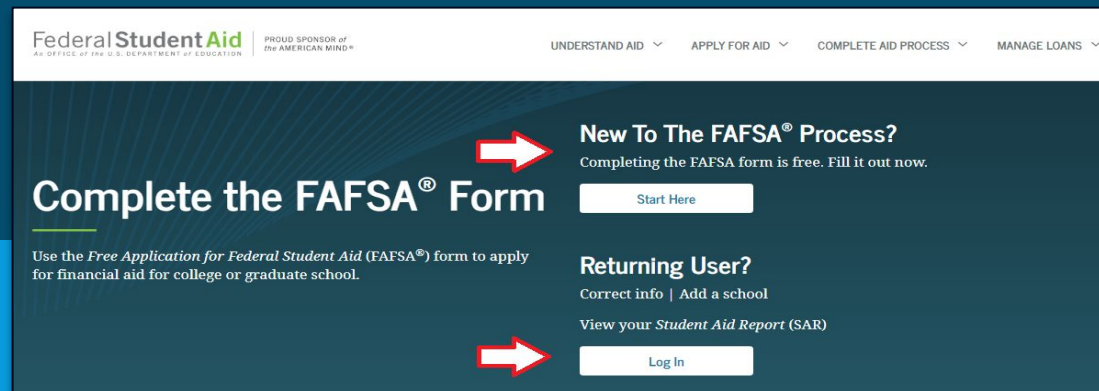 Federal Student Aid
An OFFICE of the U.S. DEPARTMENT of EDUCATION
PROUD SPONSOR of
the AMERICAN MIND®
UNDERSTAND AID
APPLY FOR AID
COMPLETE AID PROCESS
MANAGE LOANS
Complete the FAFSA® Form
Use the Free Application for Federal Student Aid (FAFSA®) form to apply
for financial aid for college or graduate school.
New To The FAFSA® Process?
Completing the FAFSA form is free. Fill it out now.
Start Here
Returning User?
Correct info | Add a school
View your Student Aid Report (SAR)
Log In